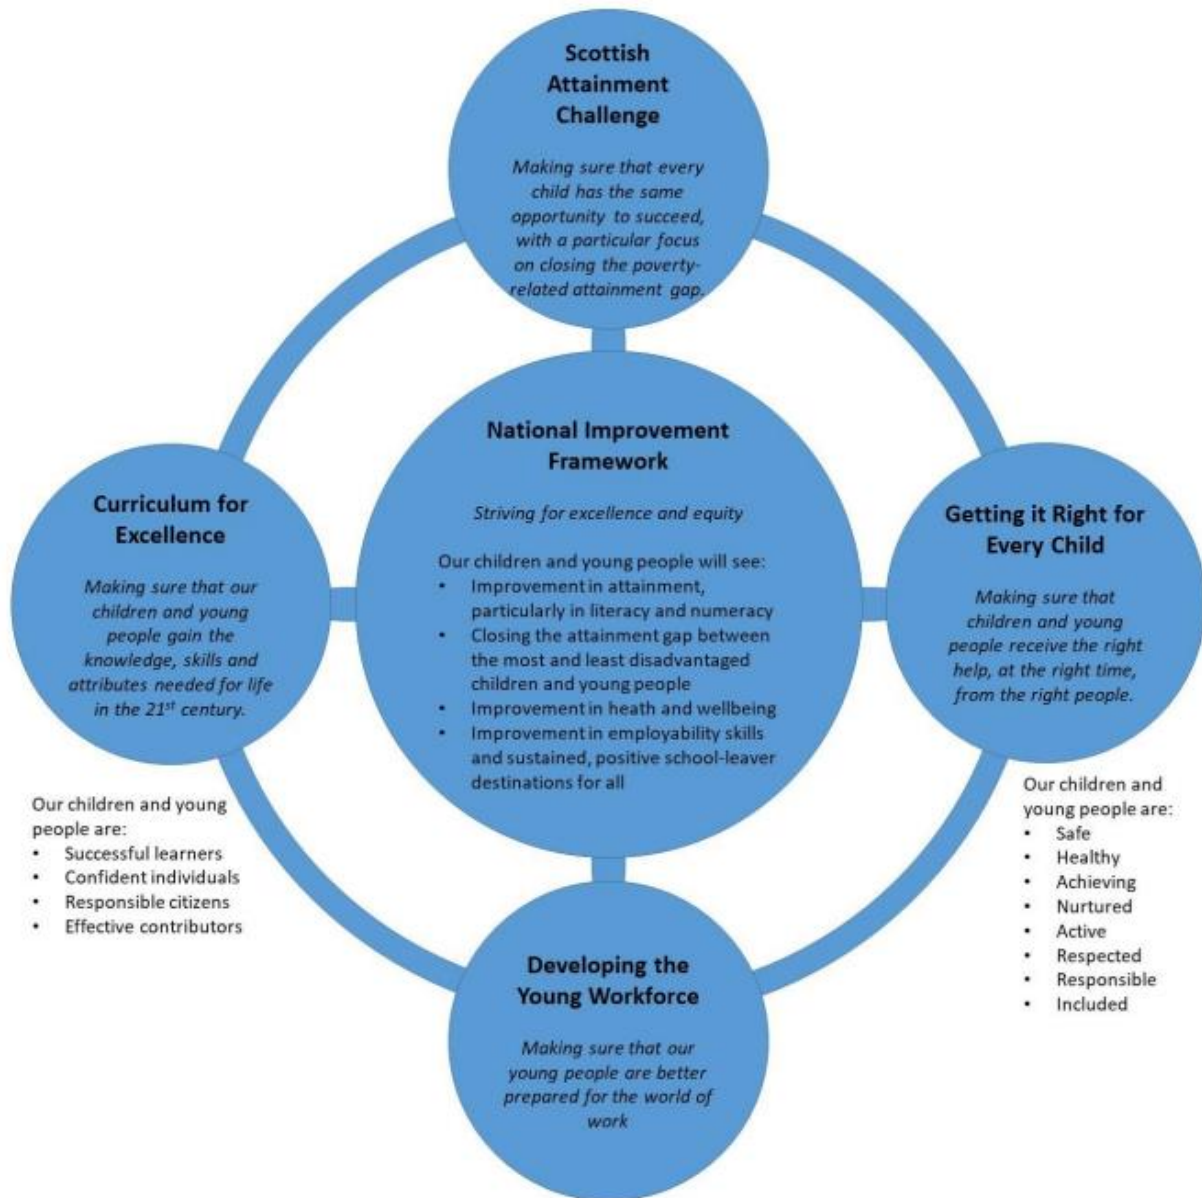 Scottish
Attainment
Challenge
Making sure that every
child has the same
opportunity to succeed,
with a particular focus
on closing the poverty-
related attainment gap.
National Improvement
Framework
Striving for excellence and equity
Our children and young people will see:
• Improvement in attainment,
particularly in literacy and numeracy
• Closing the attainment gap between
the most and least disadvantaged
children and young people
• Improvement in heath and wellbeing
• Improvement in employability skills
and sustained, positive school-leaver
destinations for all
Curriculum for
Excellence
Making sure that our
children and young
people gain the
knowledge, skills and
attributes needed for life
in the 21st century.
Getting it Right for
Every Child
Making sure that
children and young
people receive the right
help, at the right time,
from the right people.
Our children and young
people are:
• Successful learners
• Confident individuals
• Responsible citizens
• Effective contributors
Our children and
young people are:
• Safe
• Healthy
• Achieving
• Nurtured
• Active
• Respected
• Responsible
• Included
Developing the
Young Workforce
Making sure that our
young people are better
prepared for the world of
work